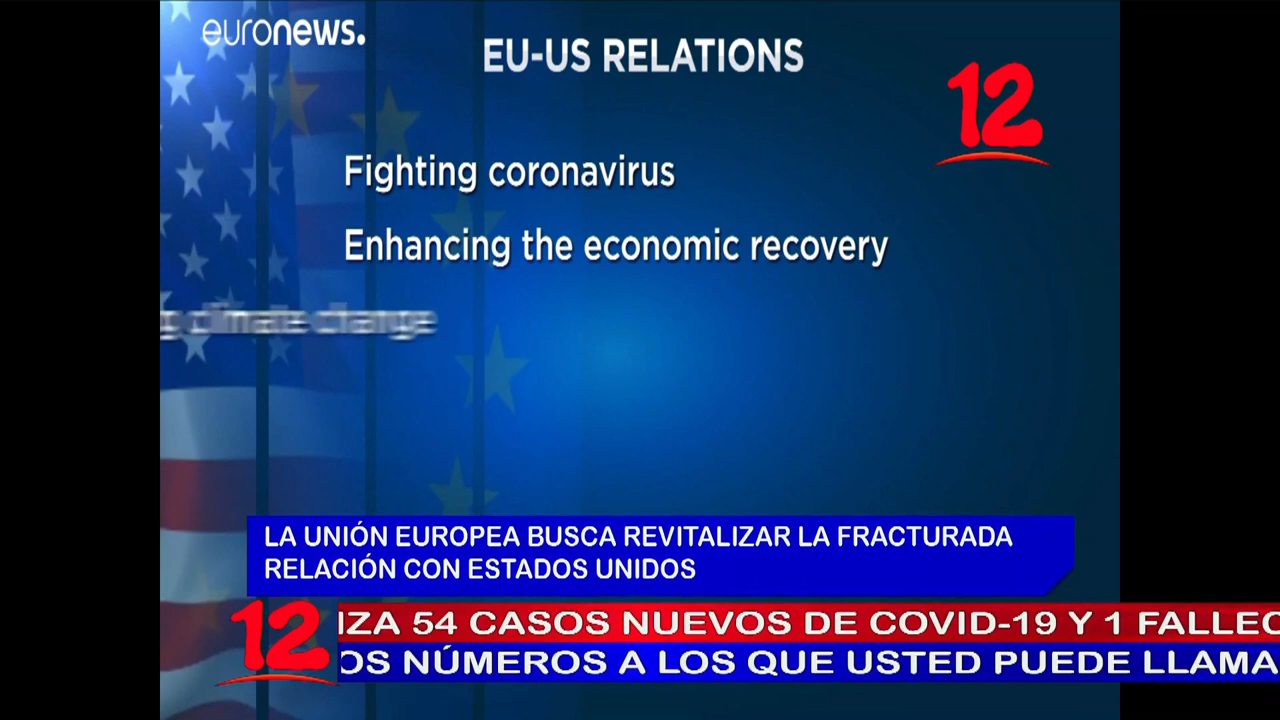 euronews.
EU-US RELATIONS
12
Fighting coronavirus
Enhancing the economic recovery
climate change
LA UNIÓN EUROPEA BUSCA REVITALIZAR LA FRACTURADA
RELACIÓN CON ESTADOS UNIDOS
12
IZA 54 CASOS NUEVOS DE COVID-19 Y 1 FALLEC
OS NÚMEROS A LOS QUE USTED PUEDE LLAMA